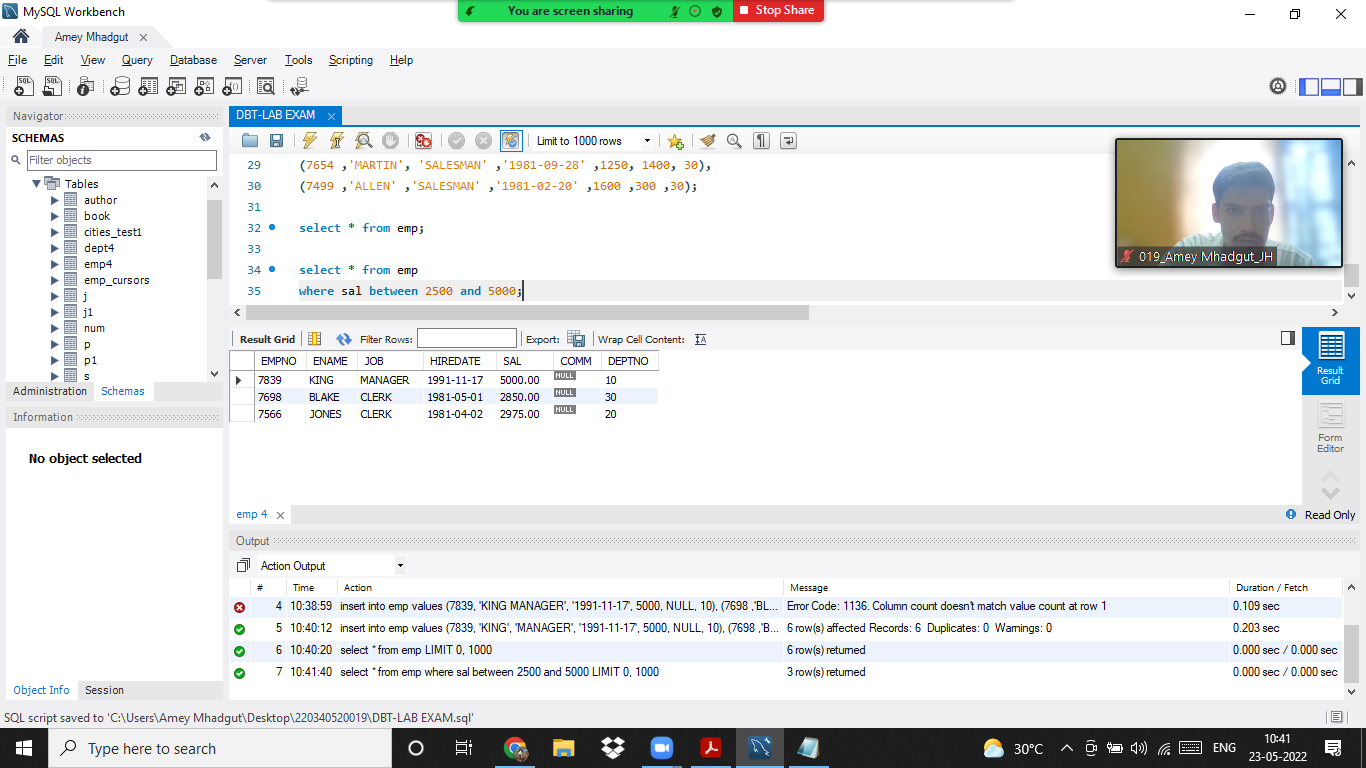 MySQL Workbench
You are screen sharing
Stop Share
Amey Mhadgut
File Edit View Query Database Server Tools Scripting Help
Navigator
SCHEMAS
Filter objects
Tables
author
book
cities_test1
dept4
emp4
emp_cursors
j
j1
num
p
p1
s
Administration Schemas
Information
No object selected
Object Info Session
DBT-LAB EXAM
Limit to 1000 rows
29 (7654 ,'MARTIN', 'SALESMAN' ,'1981-09-28' ,1250, 1400, 30),
30 (7499 ,'ALLEN' ,'SALESMAN' ,'1981-02-20' ,1600 ,300 ,30);
31
32 select * from emp;
33
34 select * from emp
35 where sal between 2500 and 5000;
019_Amey Mhadgut_JH
Result Grid Filter Rows: Export: Wrap Cell Content:
EMPNO ENAME JOB HIREDATE SAL COMM DEPTNO
7839 KING MANAGER 1991-11-17 5000.00 NULL 10
7698 BLAKE CLERK 1981-05-01 2850.00 NULL 30
7566 JONES CLERK 1981-04-02 2975.00 NULL 20
Result
Grid
Form
Editor
emp 4
Read Only
Output
Action Output
# Time Action Message Duration / Fetch
4 10:38:59 insert into emp values (7839, 'KING MANAGER', '1991-11-17', 5000, NULL, 10), (7698 ,'BL... Error Code: 1136. Column count doesn't match value count at row 1 0.109 sec
5 10:40:12 insert into emp values (7839, 'KING', 'MANAGER', '1991-11-17', 5000, NULL, 10), (7698 ,'B... 6 row(s) affected Records: 6 Duplicates: 0 Warnings: 0 0.203 sec
6 10:40:20 select * from emp LIMIT 0, 1000 6 row(s) returned 0.000 sec / 0.000 sec
7 10:41:40 select * from emp where sal between 2500 and 5000 LIMIT 0, 1000 3 row(s) returned 0.000 sec / 0.000 sec
SQL script saved to 'C:\Users\Amey Mhadgut\Desktop\220340520019\DBT-LAB EXAM.sql'
Type here to search
30°C
ENG
10:41
23-05-2022